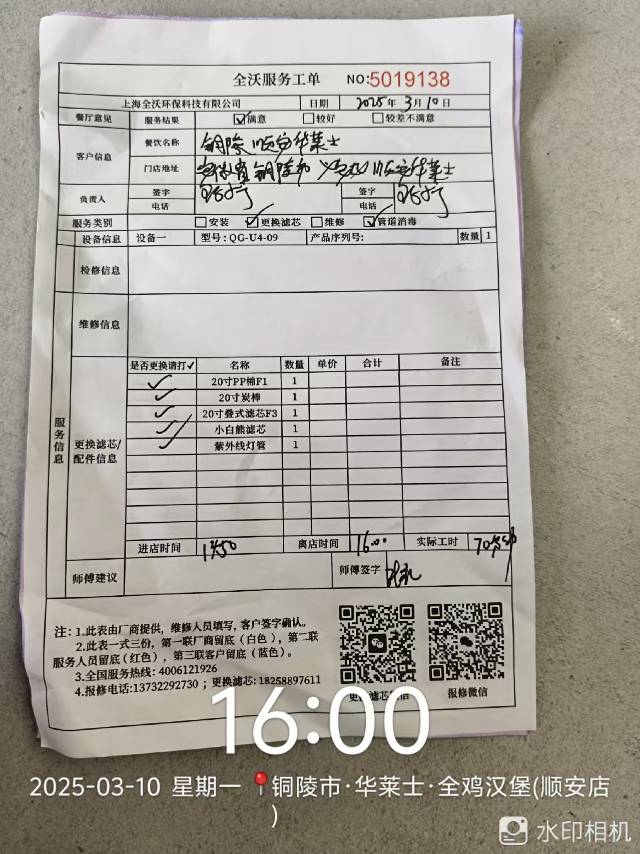 全沃服务工单 NO:5019138
上海全沃环保科技有限公司 日期 2025年 3月10日
餐厅意见 服务结果 满意 较好 较差不满意
客户信息 餐饮名称 铜陵顺安华莱士
门店地址 安徽省铜陵市 顺安华莱士
负责人 签字 签字
电话 电话
服务类别 安装 更换滤芯 维修 管道消毒
设备信息 设备一 型号:QG-U4-09 产品序列号: 数量 1
检修信息
维修信息
服务信息
更换滤芯/配件信息
是否更换请打✓ 名称 数量 单价 合计 备注
✓ 20寸PP棉F1 1
✓ 20寸炭棒 1
✓ 20寸叠式滤芯F3 1
✓ 小白熊滤芯 1
✓ 紫外线灯管 1
进店时间 离店时间 16:00 实际工时 70分钟
师傅建议 师傅签字
注:1.此表由厂商提供,维修人员填写,客户签字确认。
2.此表一式三份,第一联厂商留底(白色),第二联
服务人员留底(红色),第三联客户留底(蓝色)。
3.全国服务热线:4006121926
4.报修电话:13732292730;更换滤芯:18258897611
报修微信
16:00
2025-03-10 星期一 铜陵市·华莱士·全鸡汉堡(顺安店
)
水印相机